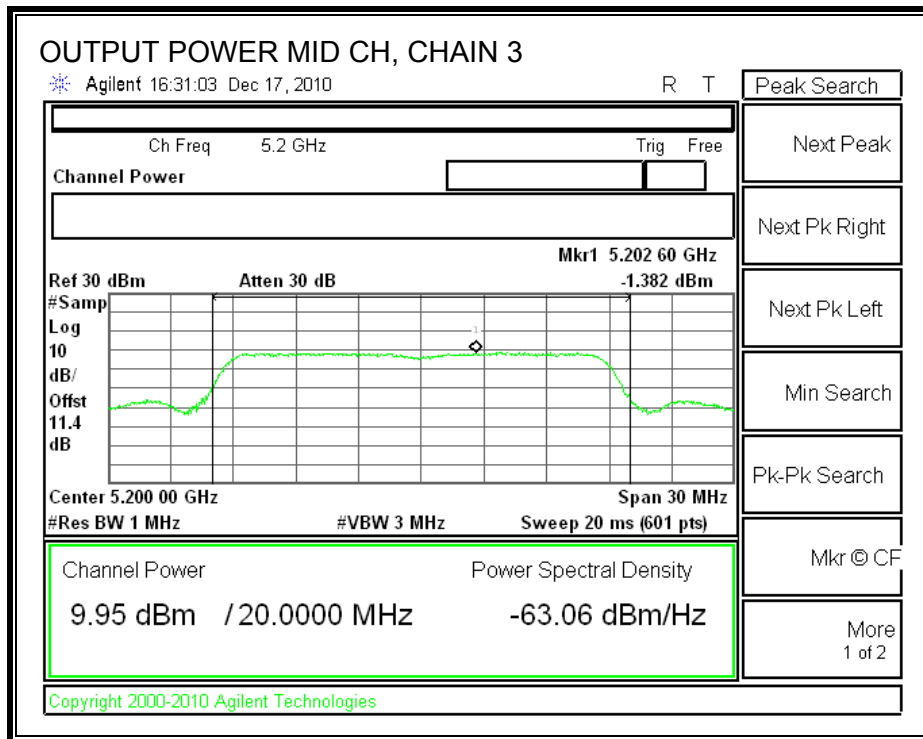 OUTPUT POWER MID CH, CHAIN 3
Agilent 16:31:03 Dec 17, 2010 R T
Peak Search
Ch Freq 5.2 GHz Trig Free
Channel Power
Next Peak
Next Pk Right
Mkr1 5.202 60 GHz
Ref 30 dBm Atten 30 dB -1.382 dBm
#Samp
Log
10
dB/
Offst
11.4
dB
1
Next Pk Left
Min Search
Pk-Pk Search
Center 5.200 00 GHz Span 30 MHz
#Res BW 1 MHz #VBW 3 MHz Sweep 20 ms (601 pts)
Mkr © CF
Channel Power Power Spectral Density
9.95 dBm / 20.0000 MHz -63.06 dBm/Hz
More
1 of 2
Copyright 2000-2010 Agilent Technologies